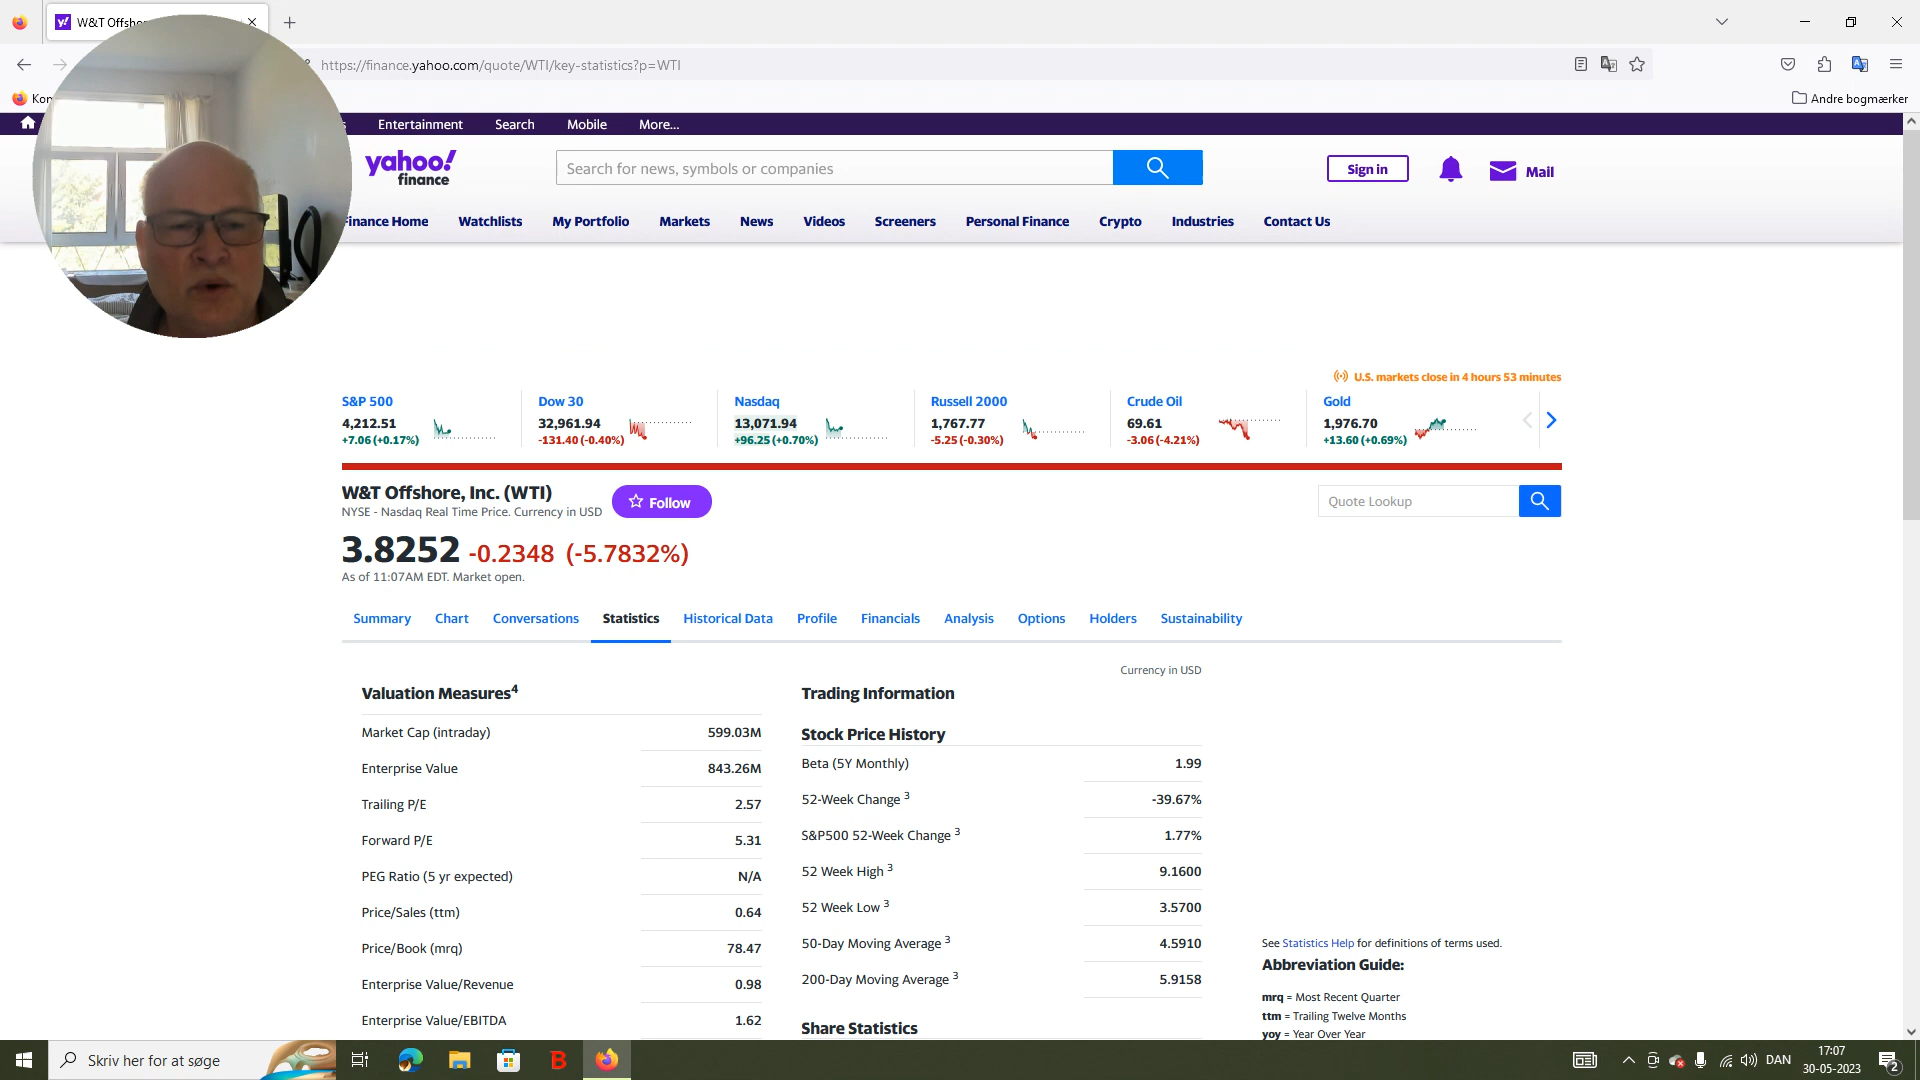 W&T Offsho
https://finance.yahoo.com/quote/WTI/key-statistics?p=WTI
Kon
Andre bogmærker
Entertainment Search Mobile More...
yahoo!
finance
Search for news, symbols or companies
Sign in
Mail
Finance Home Watchlists My Portfolio Markets News Videos Screeners Personal Finance Crypto Industries Contact Us
U.S. markets close in 4 hours 53 minutes
S&P 500 Dow 30 Nasdaq Russell 2000 Crude Oil Gold
4,212.51 32,961.94 13,071.94 1,767.77 69.61 1,976.70
+7.06 (+0.17%) -131.40 (-0.40%) +96.25 (+0.70%) -5.25 (-0.30%) -3.06 (-4.21%) +13.60 (+0.69%)
W&T Offshore, Inc. (WTI)
Follow
Quote Lookup
NYSE - Nasdaq Real Time Price. Currency in USD
3.8252 -0.2348 (-5.7832%)
As of 11:07AM EDT. Market open.
Summary Chart Conversations Statistics Historical Data Profile Financials Analysis Options Holders Sustainability
Currency in USD
Valuation Measures4
Market Cap (intraday) 599.03M
Enterprise Value 843.26M
Trailing P/E 2.57
Forward P/E 5.31
PEG Ratio (5 yr expected) N/A
Price/Sales (ttm) 0.64
Price/Book (mrq) 78.47
Enterprise Value/Revenue 0.98
Enterprise Value/EBITDA 1.62
Trading Information
Stock Price History
Beta (5Y Monthly) 1.99
52-Week Change 3 -39.67%
S&P500 52-Week Change 3 1.77%
52 Week High 3 9.1600
52 Week Low 3 3.5700
50-Day Moving Average 3 4.5910
200-Day Moving Average 3 5.9158
Share Statistics
See Statistics Help for definitions of terms used.
Abbreviation Guide:
mrq = Most Recent Quarter
ttm = Trailing Twelve Months
yoy = Year Over Year
Skriv her for at søge
DAN
17:07
30-05-2023
2